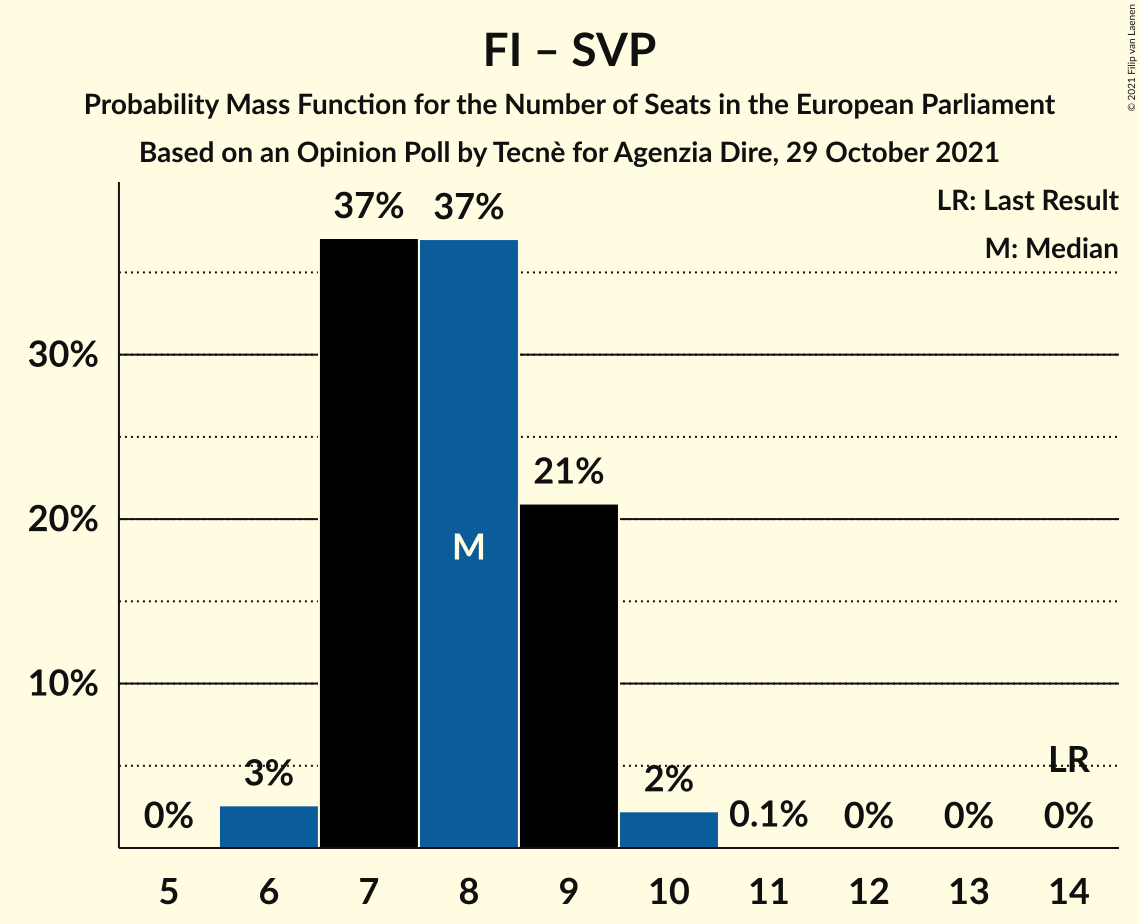 FI – SVP
Probability Mass Function for the Number of Seats in the European Parliament
Based on an Opinion Poll by Tecnè for Agenzia Dire, 29 October 2021
© 2021 Filip van Laenen
LR: Last Result
M: Median
37% 37%
30%
21%
20%
M
10%
LR
0% 3% 2% 0.1% 0% 0% 0%
5 6 7 8 9 10 11 12 13 14